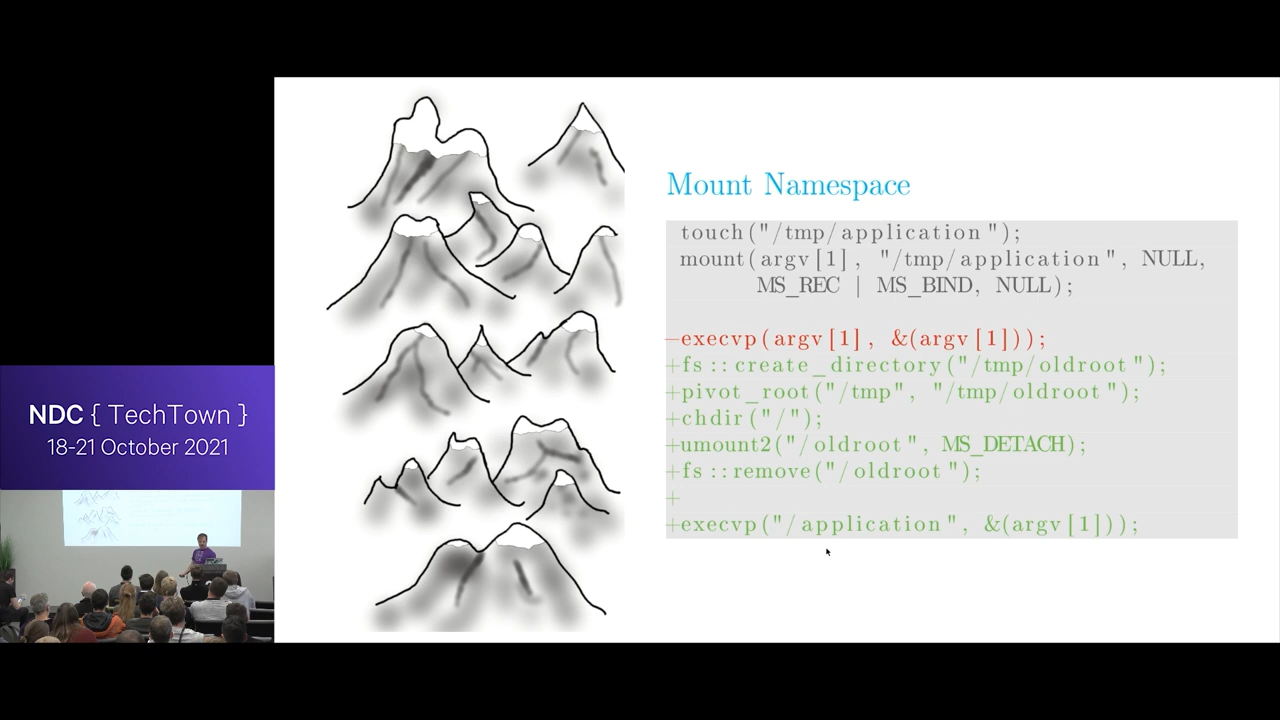 Mount Namespace
touch("/tmp/application");
mount(argv[1], "/tmp/application", NULL,
MS_REC | MS_BIND, NULL);
-execvp(argv[1], &(argv[1]));
+fs::create_directory("/tmp/oldroot");
+pivot_root("/tmp", "/tmp/oldroot");
+chdir("/");
+umount2("/oldroot", MS_DETACH);
+fs::remove("/oldroot");
+
+execvp("/application", &(argv[1]));
NDC { TechTown }
18-21 October 2021